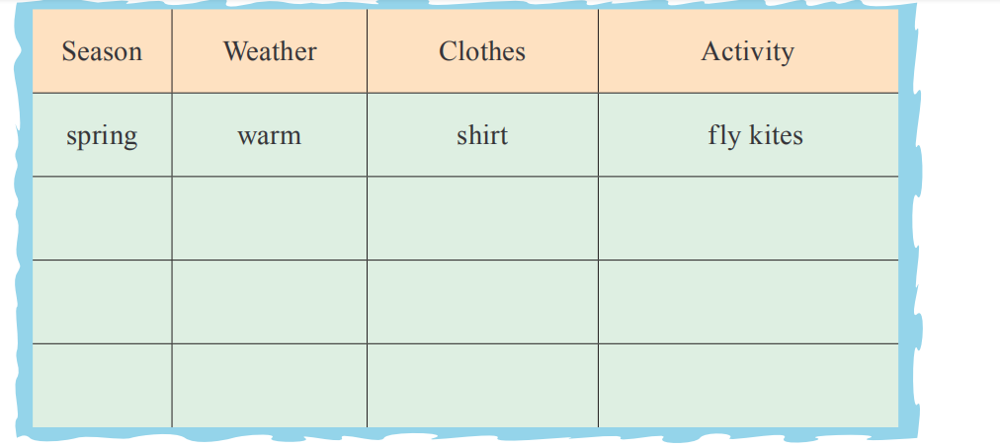 Season Weather Clothes Activity
spring warm shirt fly kites